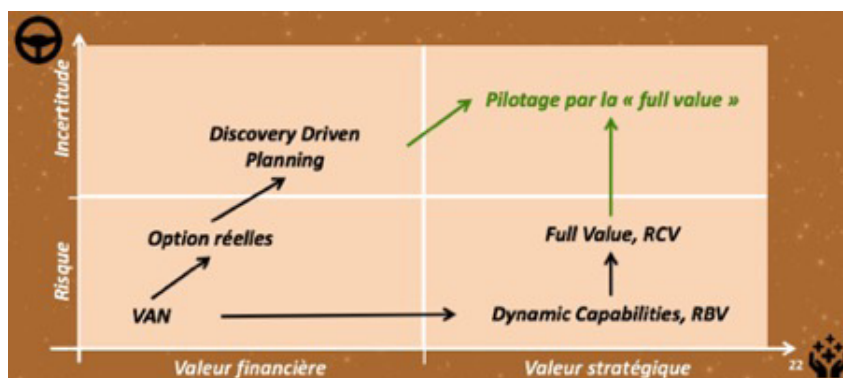 Incertitude
Pilotage par la « full value »
Discovery Driven
Planning
Risque
Option réelles
Full Value, RCV
VAN
Dynamic Capabilities, RBV
Valeur financière
Valeur stratégique
22